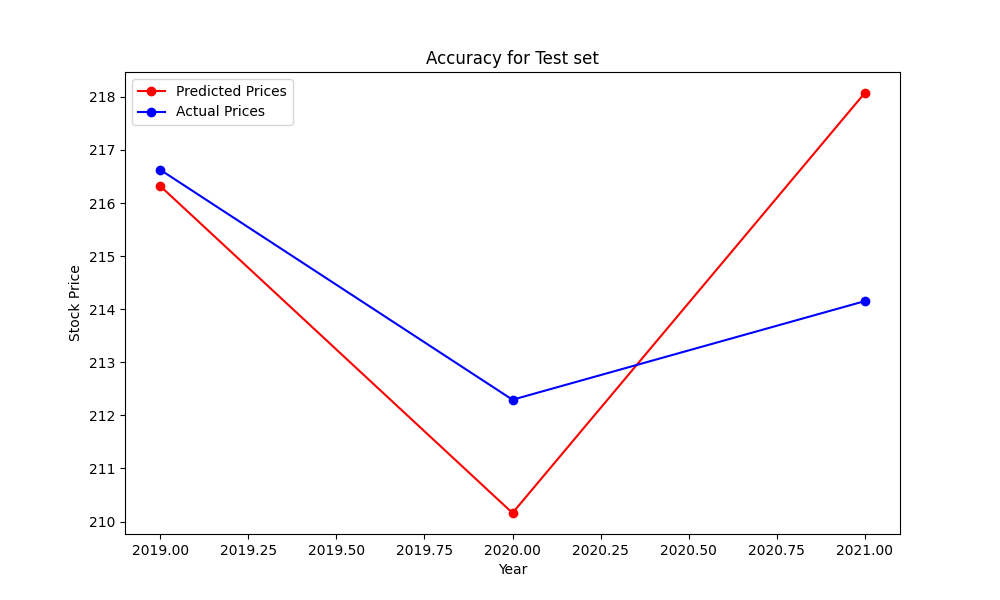 Accuracy for Test set
Predicted Prices
Actual Prices
218
217
216
215
214
213
212
211
210
Stock Price
2019.00 2019.25 2019.50 2019.75 2020.00 2020.25 2020.50 2020.75 2021.00
Year